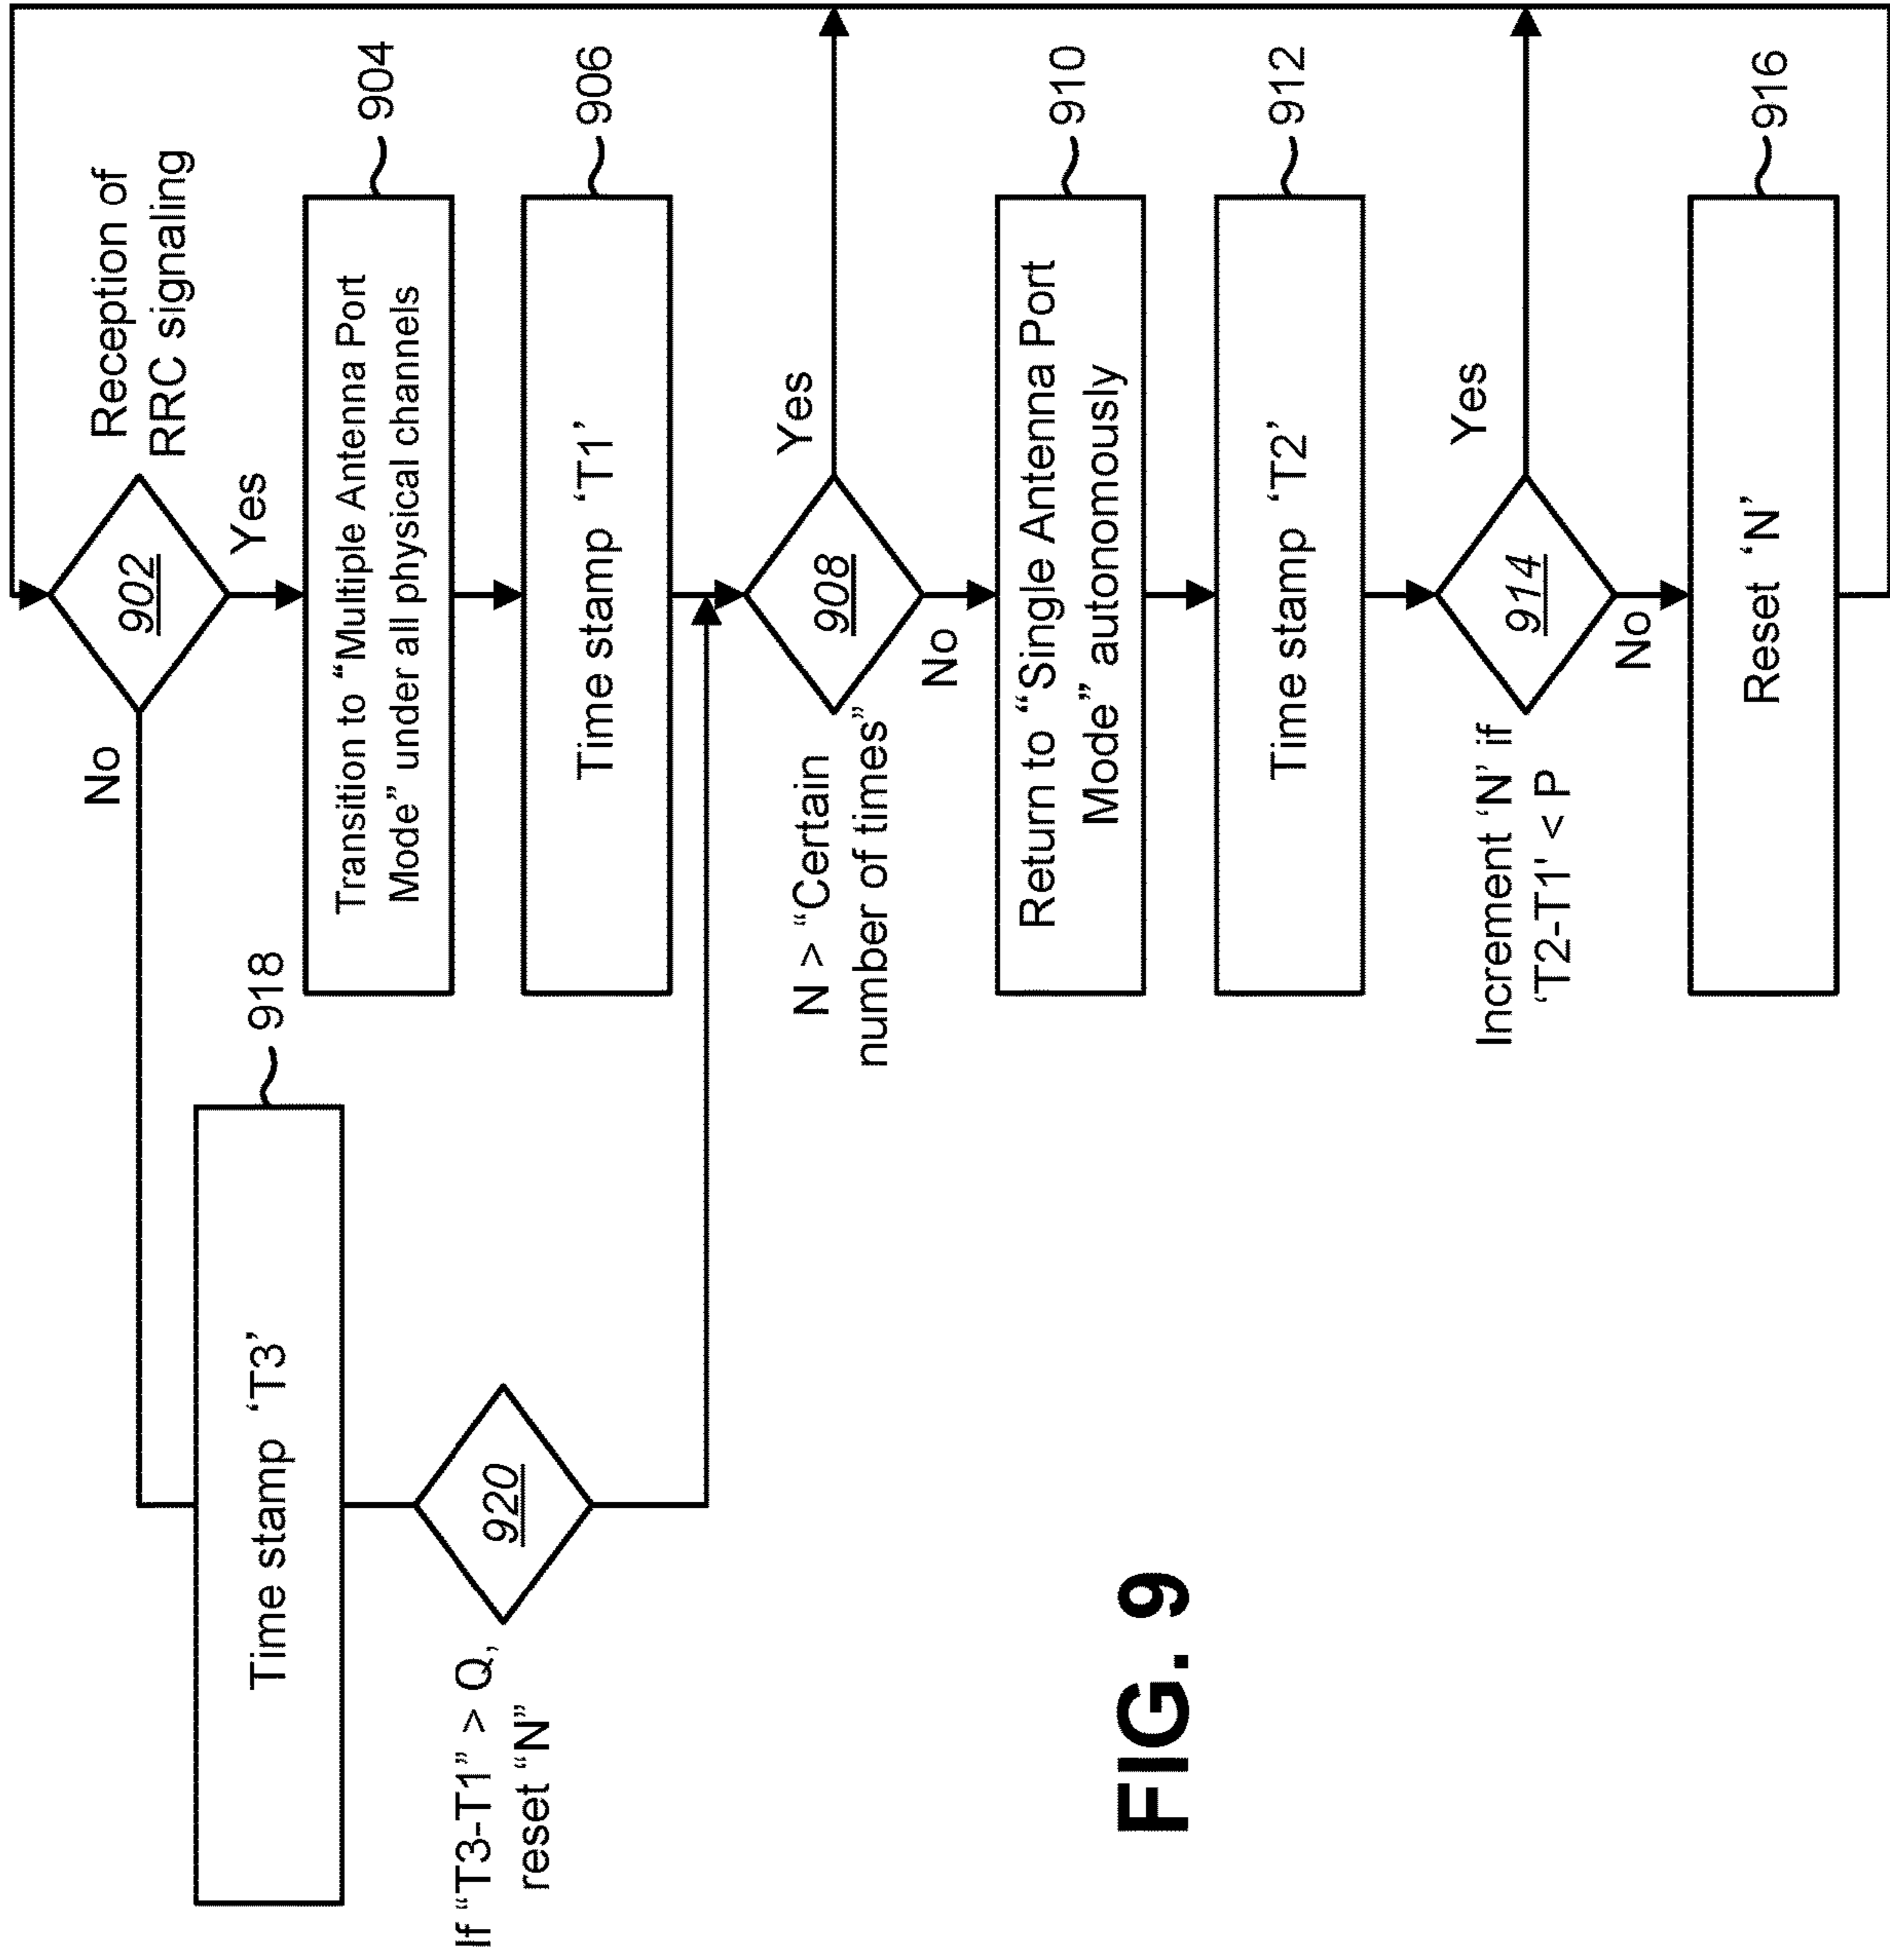 Reception of
RRC signaling
902
No
Yes
Transition to “Multiple Antenna Port
Mode” under all physical channels
904
Time stamp ‘T1’
906
N > “Certain
number of times”
908
Yes
No
Return to “Single Antenna Port
Mode” autonomously
910
Time stamp ‘T2’
912
Increment ‘N’ if
‘T2-T1' < P
914
Yes
No
Reset ‘N’
916
Time stamp ‘T3’
918
If “T3-T1” > Q,
reset “N”
920
FIG. 9